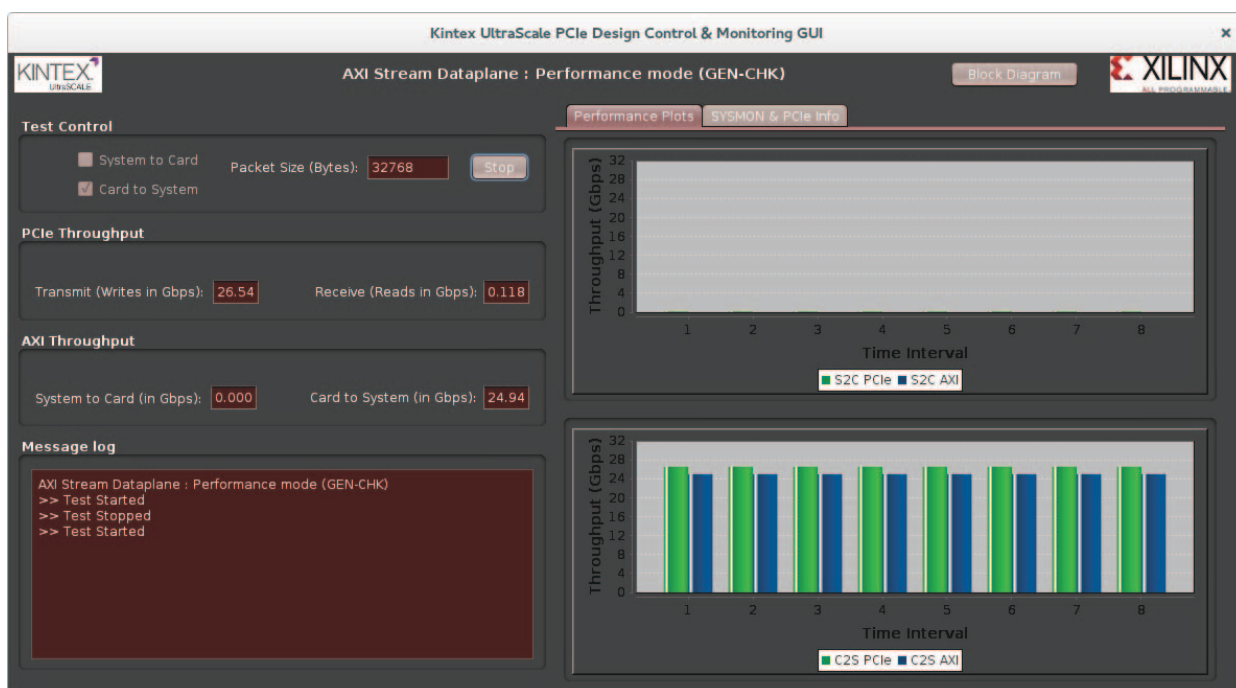 Kintex UltraScale PCIe Design Control & Monitoring GUI
×
KINTEX
UltraSCALE
AXI Stream Dataplane : Performance mode (GEN-CHK)
Block Diagram
XILINX
ALL PROGRAMMABLE
Test Control
System to Card
Card to System
Packet Size (Bytes): 32768
Stop
PCIe Throughput
Transmit (Writes in Gbps): 26.54
Receive (Reads in Gbps): 0.118
AXI Throughput
System to Card (in Gbps): 0.000
Card to System (in Gbps): 24.94
Message log
AXI Stream Dataplane : Performance mode (GEN-CHK)
>> Test Started
>> Test Stopped
>> Test Started
Performance Plots
SYSMON & PCIe Info
Throughput (Gbps)
32
28
24
20
16
12
8
4
0
1 2 3 4 5 6 7 8
Time Interval
S2C PCIe S2C AXI
Throughput (Gbps)
32
28
24
20
16
12
8
4
0
1 2 3 4 5 6 7 8
Time Interval
C2S PCIe C2S AXI